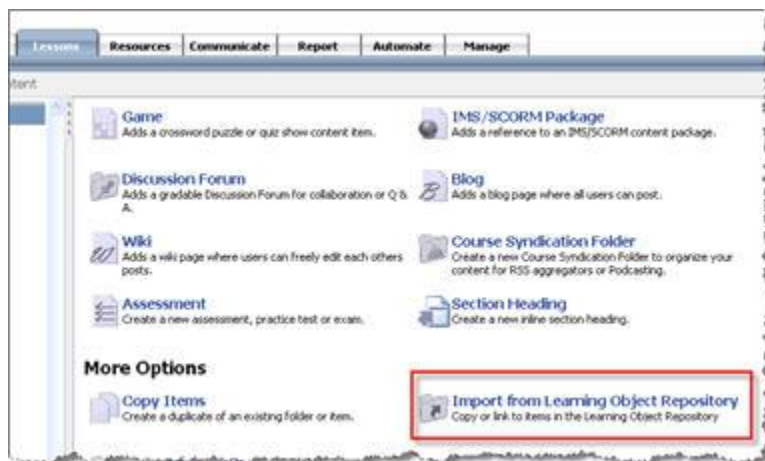 Lessons Resources Communicate Report Automate Manage
Game
Adds a crossword puzzle or quiz show content item.
IMS/SCORM Package
Adds a reference to an IMS/SCORM content package.
Discussion Forum
Adds a gradable Discussion Forum for collaboration or Q &
A.
Blog
Adds a blog page where all users can post.
Wiki
Adds a wiki page where users can freely edit each others
posts.
Course Syndication Folder
Create a new Course Syndication Folder to organize your
content for RSS aggregators or Podcasting.
Assessment
Create a new assessment, practice test or exam.
Section Heading
Create a new inline section heading.
More Options
Copy Items
Create a duplicate of an existing folder or item.
Import from Learning Object Repository
Copy or link to items in the Learning Object Repository